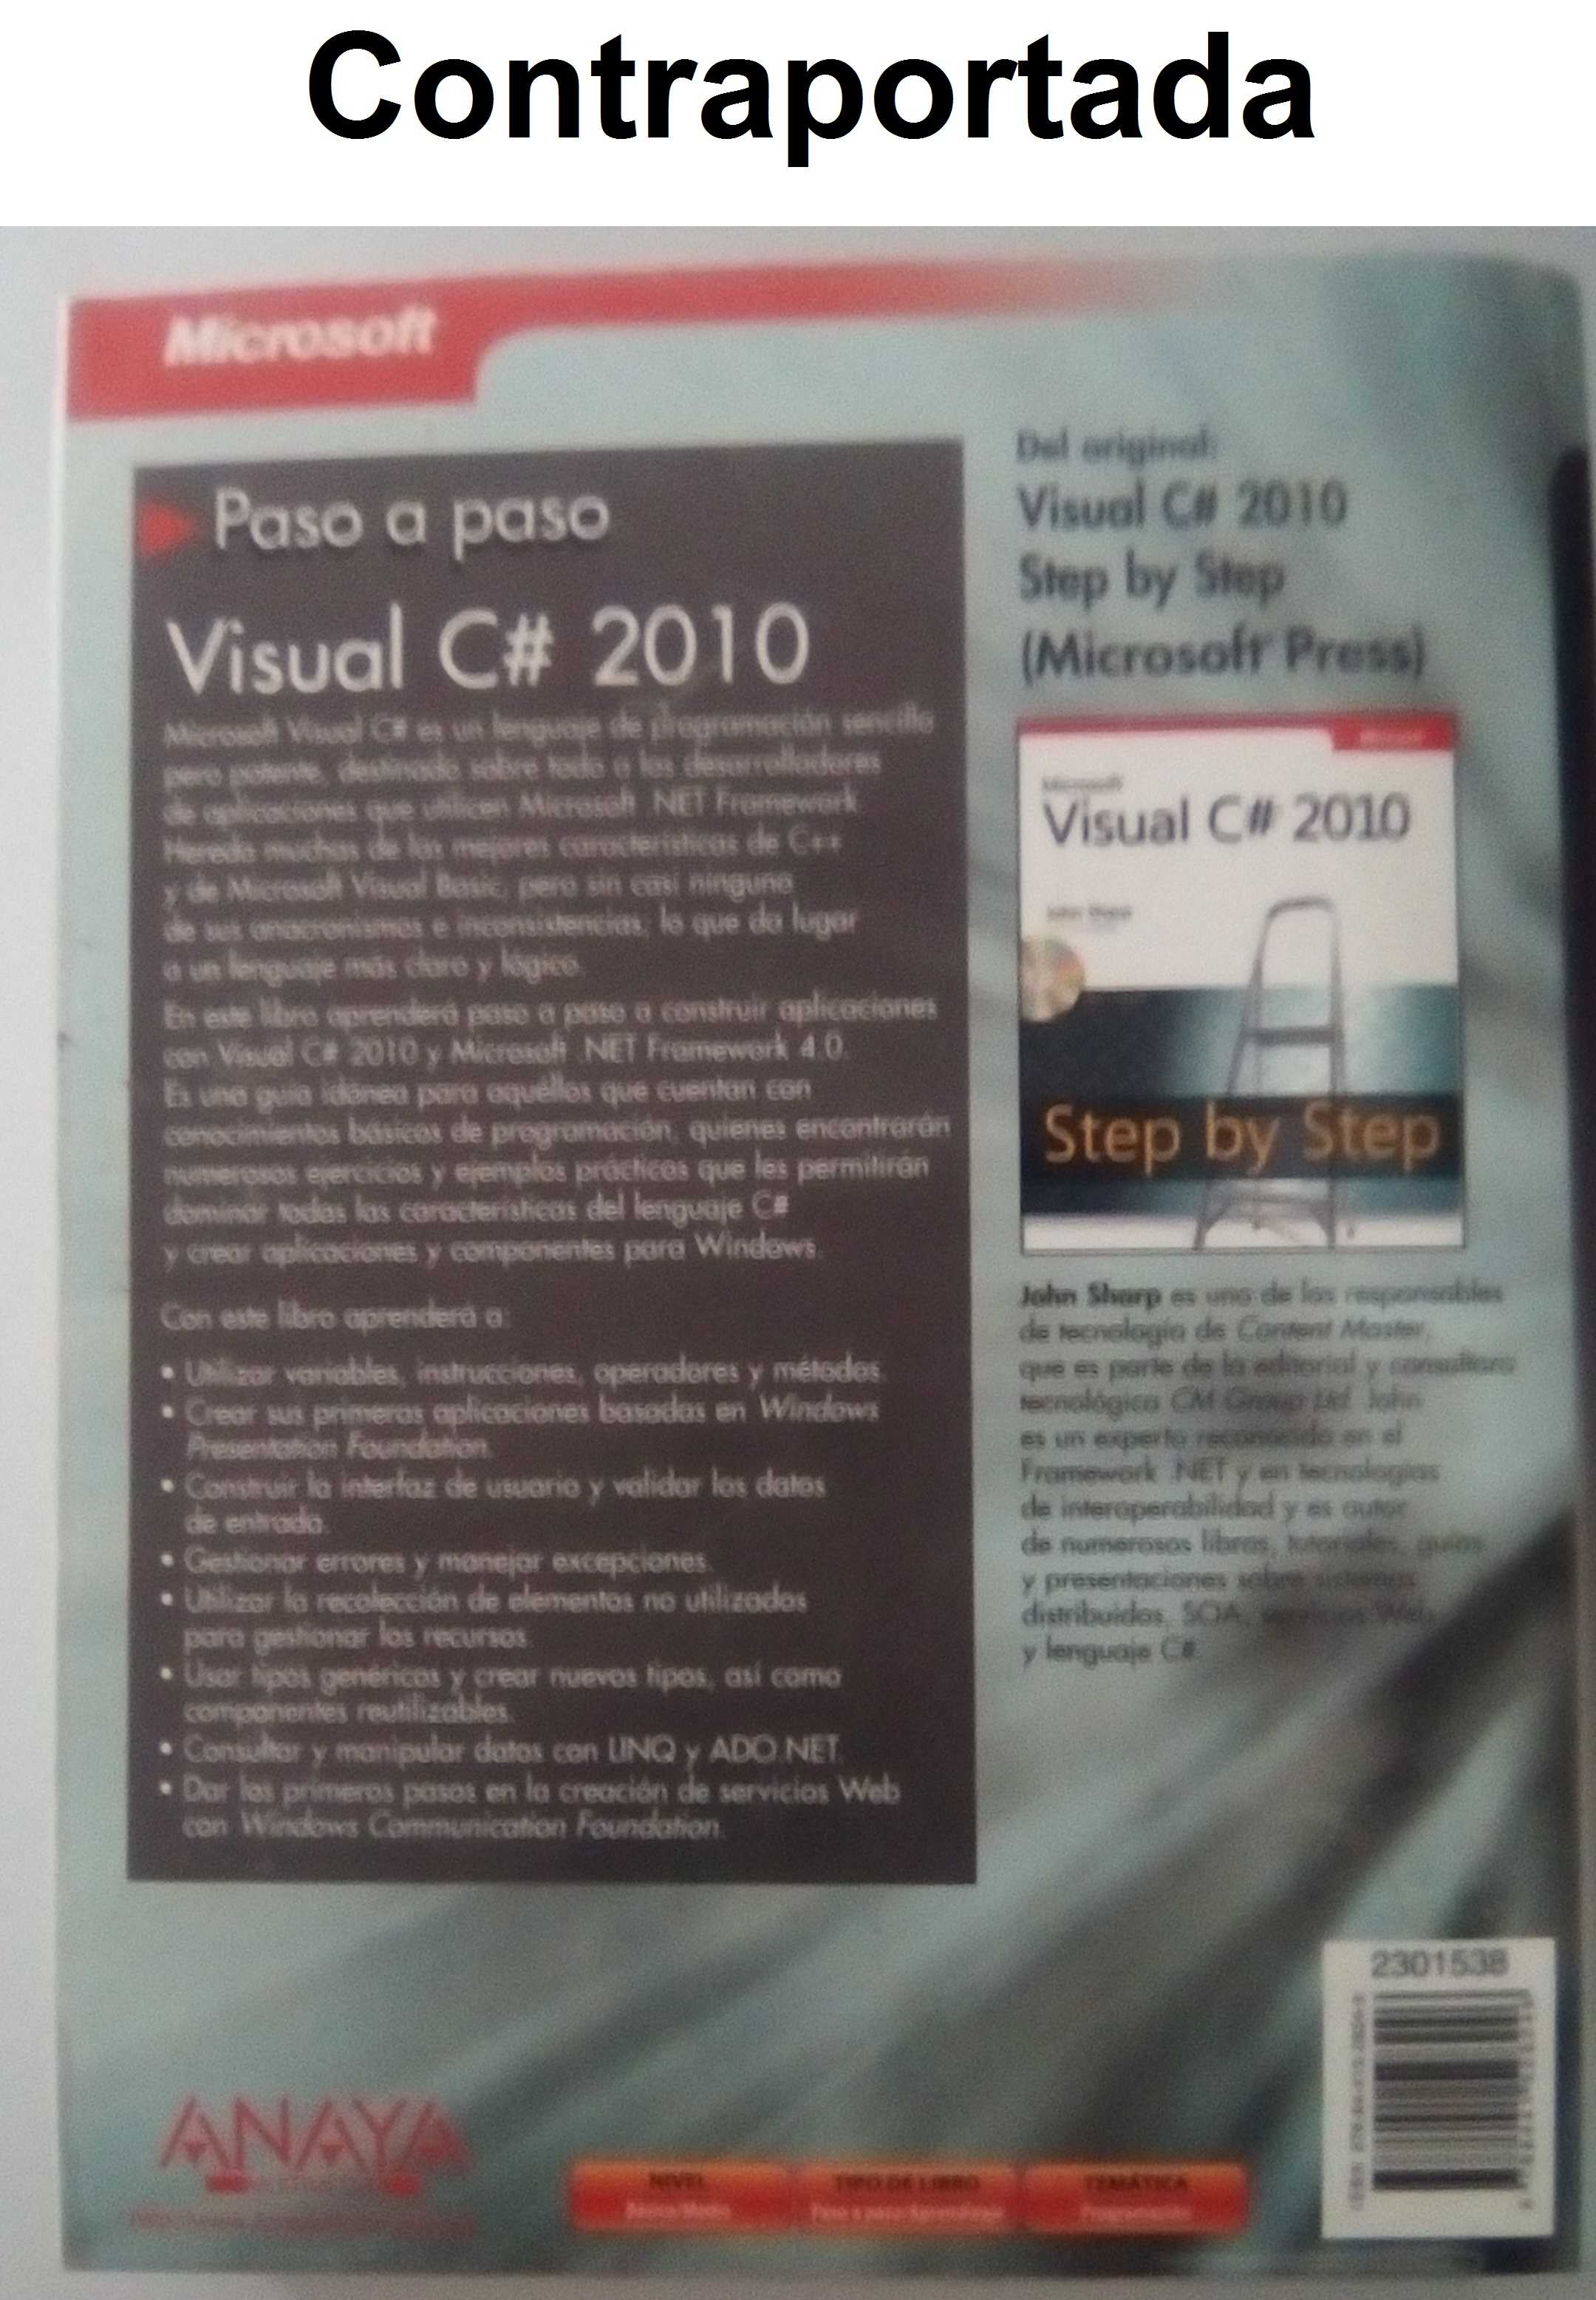 Contraportada
Microsoft
Paso a paso
Visual C# 2010
Microsoft Visual C# es un lenguaje de programación sencillo
pero potente, destinado sobre todo a los desarrolladores
de aplicaciones que utilicen Microsoft .NET Framework.
Hereda muchas de las mejores características de C++
y de Microsoft Visual Basic, pero sin casi ninguno
de sus anacronismos e inconsistencias, lo que da lugar
a un lenguaje más claro y lógico.
En este libro aprenderá paso a paso a construir aplicaciones
con Visual C# 2010 y Microsoft .NET Framework 4.0.
Es una guía idónea para aquéllos que cuentan con
conocimientos básicos de programación, quienes encontrarán
numerosos ejercicios y ejemplos prácticos que les permitirán
dominar todas las características del lenguaje C#
y crear aplicaciones y componentes para Windows.
Con este libro aprenderá a:
• Utilizar variables, instrucciones, operadores y métodos.
• Crear sus primeras aplicaciones basadas en Windows
Presentation Foundation.
• Construir la interfaz de usuario y validar los datos
de entrada.
• Gestionar errores y manejar excepciones.
• Utilizar la recolección de elementos no utilizados
para gestionar los recursos.
• Usar tipos genéricos y crear nuevos tipos, así como
componentes reutilizables.
• Consultar y manipular datos con LINQ y ADO.NET.
• Dar los primeros pasos en la creación de servicios Web
con Windows Communication Foundation.
Del original:
Visual C# 2010
Step by Step
(Microsoft Press)
Microsoft
Visual C# 2010
John Sharp
Step by Step
John Sharp es uno de los responsables
de tecnología de Content Master,
que es parte de la editorial y consultora
tecnológica CM Group Ltd. John
es un experto reconocido en el
Framework .NET y en tecnologías
de interoperabilidad y es autor
de numerosos libros, tutoriales, guías
y presentaciones sobre sistemas
distribuidos, SOA, servicios Web
y lenguaje C#.
2301538
ANAYA
NIVEL
Básico/Medio
TIPO DE LIBRO
Paso a paso/Aprendizaje
TEMÁTICA
Programación